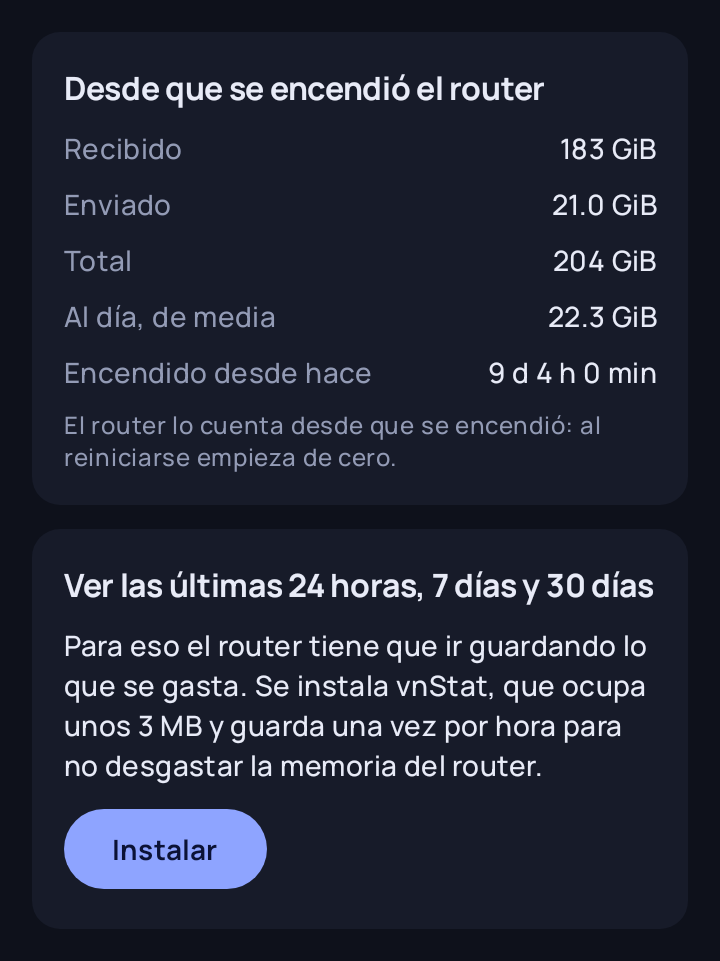 Desde que se encendió el router
Recibido 183 GiB
Enviado 21.0 GiB
Total 204 GiB
Al día, de media 22.3 GiB
Encendido desde hace 9 d 4 h 0 min
El router lo cuenta desde que se encendió: al
reiniciarse empieza de cero.
Ver las últimas 24 horas, 7 días y 30 días
Para eso el router tiene que ir guardando lo
que se gasta. Se instala vnStat, que ocupa
unos 3 MB y guarda una vez por hora para
no desgastar la memoria del router.
Instalar